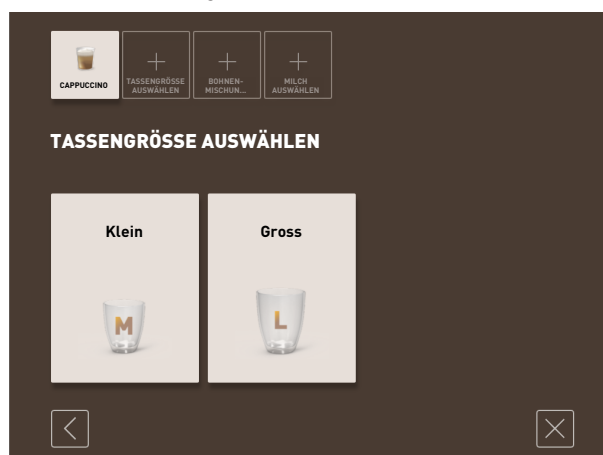 CAPPUCCINO
TASSENGRÖSSE
AUSWÄHLEN
BOHNEN-
MISCHUN...
MILCH
AUSWÄHLEN
TASSENGRÖSSE AUSWÄHLEN
Klein
Gross
M
L